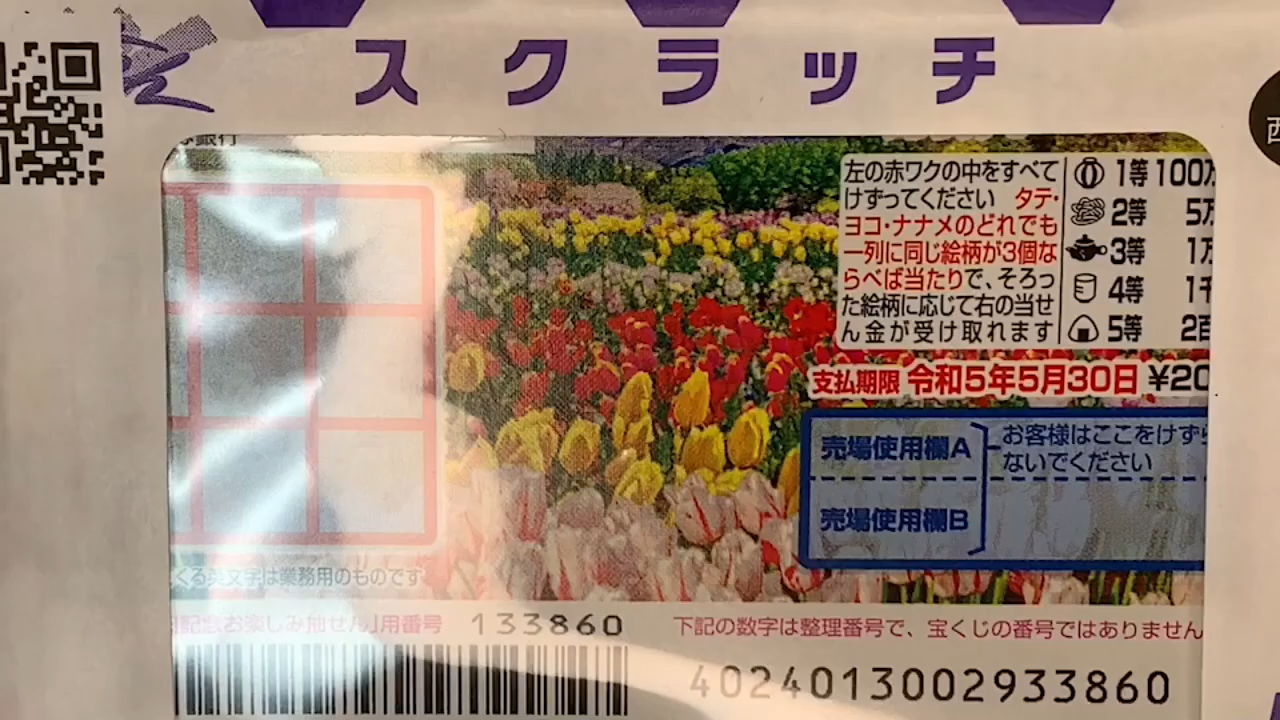 スクラッチ
左の赤ワクの中をすべて
けずってください タテ・
ヨコ・ナナメのどれでも
一列に同じ絵柄が3個な
らべば当たりで、そろっ
た絵柄に応じて右の当せ
ん金が受け取れます
1等 100万
2等 5万
3等 1万
4等 1千
5等 2百
支払期限 令和5年5月30日 ¥20
売場使用欄A
お客様はここをけずら
ないでください
売場使用欄B
くる英文字は業務用のものです
お楽しみ抽せん」用番号 133860
下記の数字は整理番号で、宝くじの番号ではありません
4024013002933860